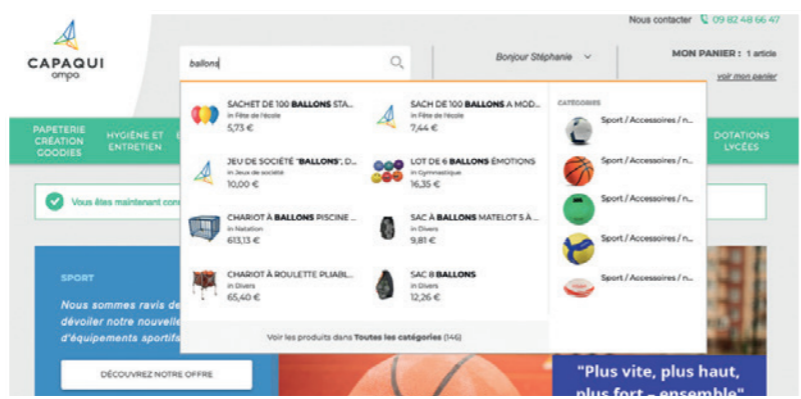 Nous contacter 09 82 48 66 47
CAPAQUI
ampa
ballons
Bonjour Stéphanie
MON PANIER : 1 article
voir mon panier
PAPETERIE
CRÉATION
GOODIES
HYGIÈNE ET
ENTRETIEN
DOTATIONS
LYCÉES
Vous êtes maintenant conn
SACHET DE 100 BALLONS STA...
in Fête de l'école
5,73 €
SACH DE 100 BALLONS A MOD...
in Fête de l'école
7,44 €
JEU DE SOCIÉTÉ "BALLONS", D...
in Jeux de société
10,00 €
LOT DE 6 BALLONS ÉMOTIONS
in Gymnastique
16,35 €
CHARIOT À BALLONS PISCINE ...
in Natation
613,13 €
SAC À BALLONS MATELOT 5 À ...
in Divers
9,81 €
CHARIOT À ROULETTE PLIABL...
in Divers
65,40 €
SAC 8 BALLONS
in Divers
12,26 €
Voir les produits dans Toutes les catégories (146)
CATÉGORIES
Sport / Accessoires / n...
Sport / Accessoires / n...
Sport / Accessoires / n...
Sport / Accessoires / n...
Sport / Accessoires / n...
SPORT
Nous sommes ravis de
dévoiler notre nouvelle
d'équipements sportifs
DÉCOUVREZ NOTRE OFFRE
"Plus vite, plus haut,
plus fort – ensemble"